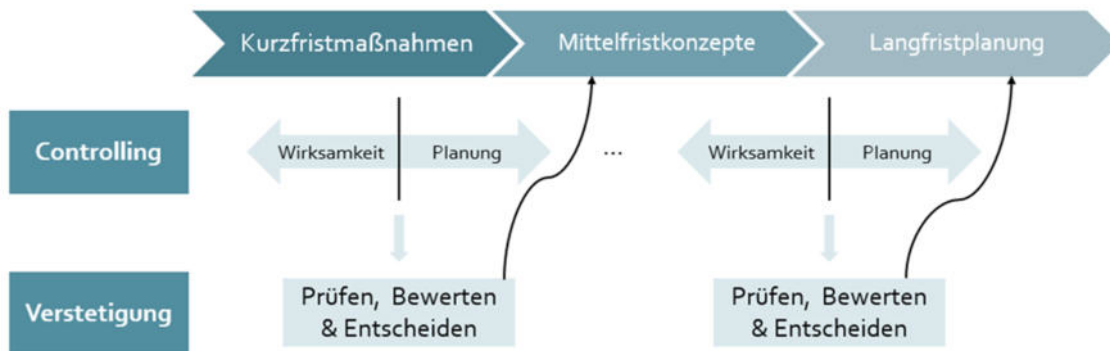 Kurzfristmaßnahmen
Mittelfristkonzepte
Langfristplanung
Controlling
Wirksamkeit
Planung
...
Wirksamkeit
Planung
Verstetigung
Prüfen, Bewerten
& Entscheiden
Prüfen, Bewerten
& Entscheiden